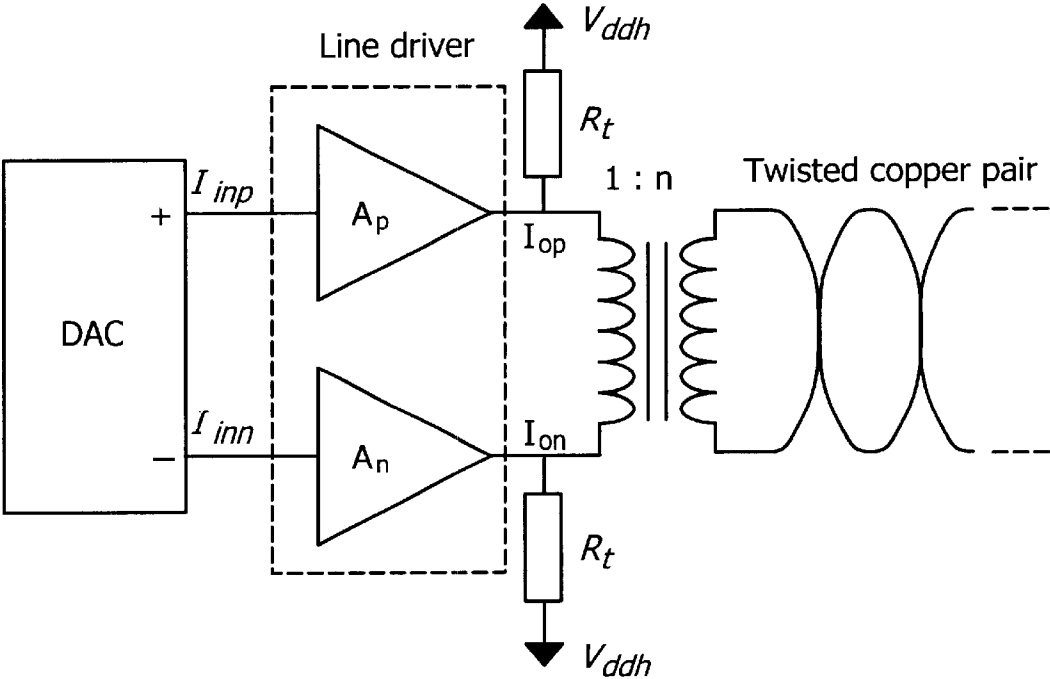 V_ddh
Line driver
R_t
1 : n
Twisted copper pair
I_inp
+
A_p
I_op
DAC
I_inn
−
A_n
I_on
R_t
V_ddh